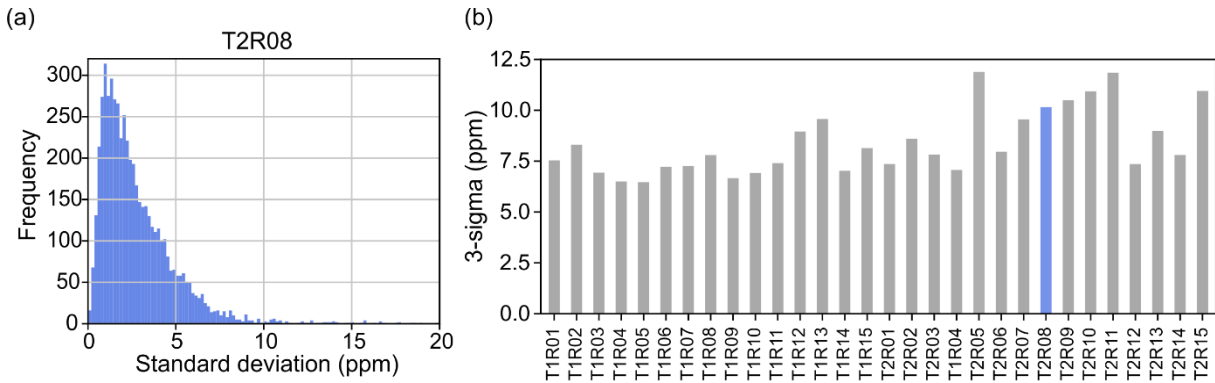 (a)
T2R08
Frequency
300
250
200
150
100
50
0
0 5 10 15 20
Standard deviation (ppm)
(b)
3-sigma (ppm)
12.5
10.0
7.5
5.0
2.5
0.0
T1R01
T1R02
T1R03
T1R04
T1R05
T1R06
T1R07
T1R08
T1R09
T1R10
T1R11
T1R12
T1R13
T1R14
T1R15
T2R01
T2R02
T2R03
T1R04
T2R05
T2R06
T2R07
T2R08
T2R09
T2R10
T2R11
T2R12
T2R13
T2R14
T2R15